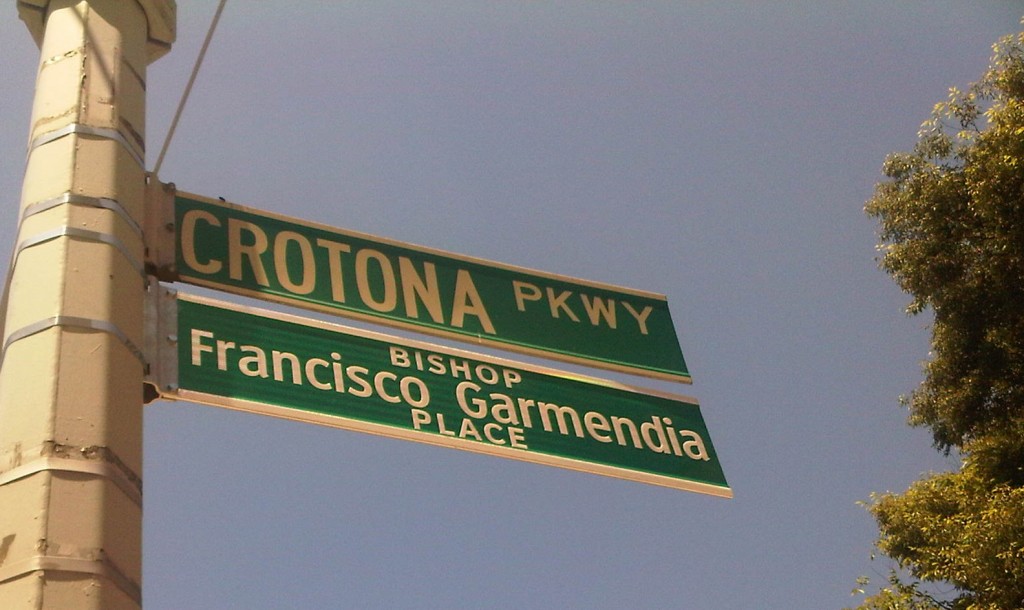 CROTONA PKWY
BISHOP
Francisco Garmendia
PLACE